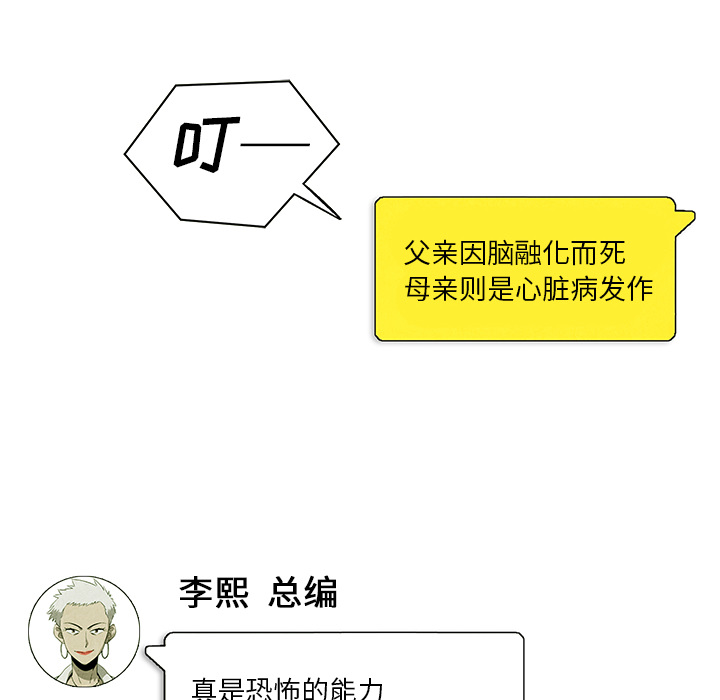 叮—
父亲因脑融化而死
母亲则是心脏病发作
李熙 总编
真是恐怖的能力